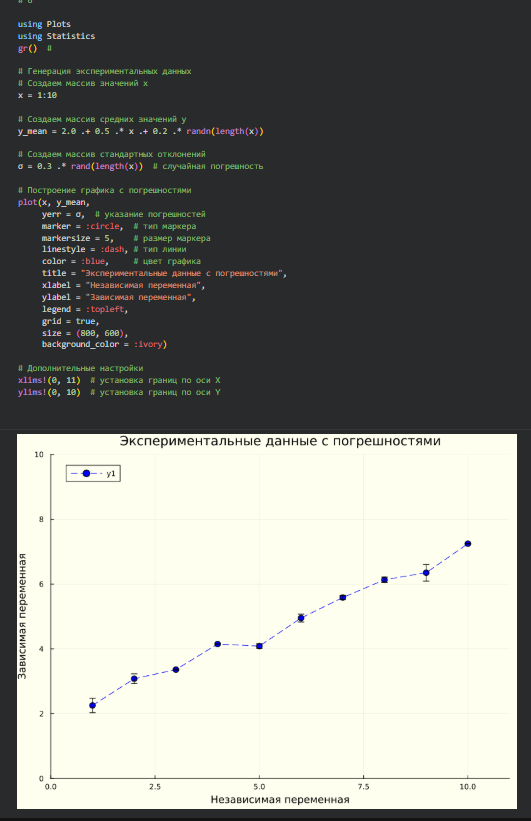 # σ
using Plots
using Statistics
gr()  #
# Генерация экспериментальных данных
# Создаем массив значений x
x = 1:10
# Создаем массив средних значений y
y_mean = 2.0 .+ 0.5 .* x .+ 0.2 .* randn(length(x))
# Создаем массив стандартных отклонений
σ = 0.3 .* rand(length(x))  # случайная погрешность
# Построение графика с погрешностями
plot(x, y_mean,
yerr = σ,  # указание погрешностей
marker = :circle,  # тип маркера
markersize = 5,    # размер маркера
linestyle = :dash, # тип линии
color = :blue,     # цвет графика
title = "Экспериментальные данные с погрешностями",
xlabel = "Независимая переменная",
ylabel = "Зависимая переменная",
legend = :topleft,
grid = true,
size = (800, 600),
background_color = :ivory)
# Дополнительные настройки
xlims!(0, 11)  # установка границ по оси X
ylims!(0, 10)  # установка границ по оси Y
Экспериментальные данные с погрешностями
y1
Зависимая переменная
10
8
6
4
2
0
0.0 2.5 5.0 7.5 10.0
Независимая переменная